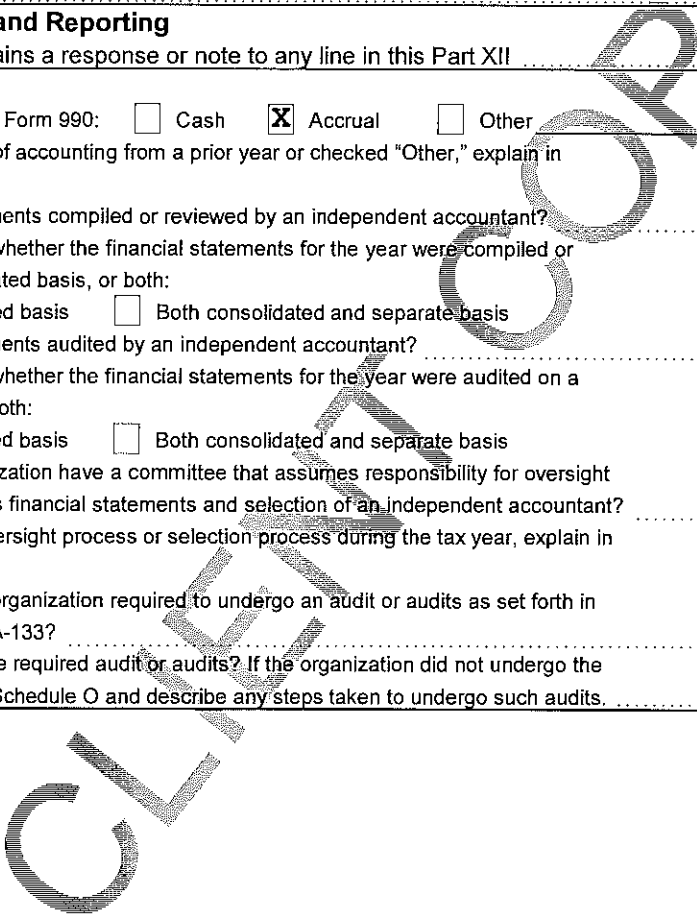 and Reporting
ains a response or note to any line in this Part XII
Form 990: Cash X Accrual Other
of accounting from a prior year or checked "Other," explain in
ents compiled or reviewed by an independent accountant?
whether the financial statements for the year were compiled or
ted basis, or both:
ed basis Both consolidated and separate basis
ents audited by an independent accountant?
whether the financial statements for the year were audited on a
oth:
ed basis Both consolidated and separate basis
zation have a committee that assumes responsibility for oversight
s financial statements and selection of an independent accountant?
ersight process or selection process during the tax year, explain in
organization required to undergo an audit or audits as set forth in
A-133?
e required audit or audits? If the organization did not undergo the
Schedule O and describe any steps taken to undergo such audits.
CLIENT COP